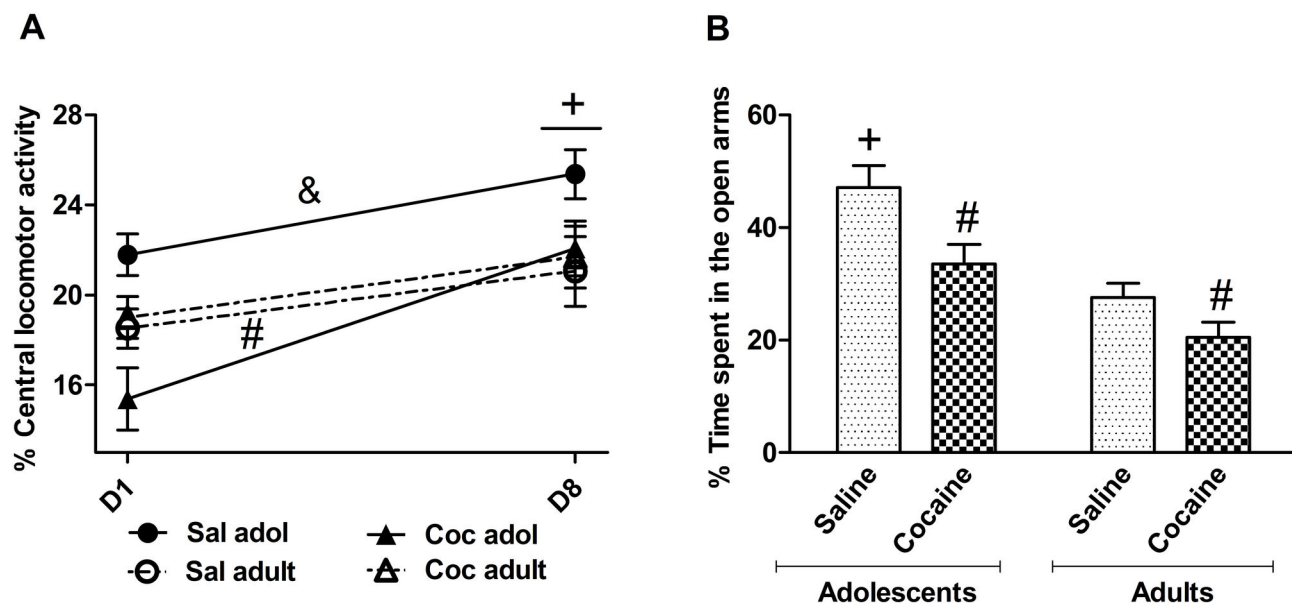 A
% Central locomotor activity
28
24
20
16
+
&
#
D1
D8
Sal adol
Coc adol
Sal adult
Coc adult
B
% Time spent in the open arms
60
40
20
0
+
#
#
Saline
Cocaine
Saline
Cocaine
Adolescents
Adults